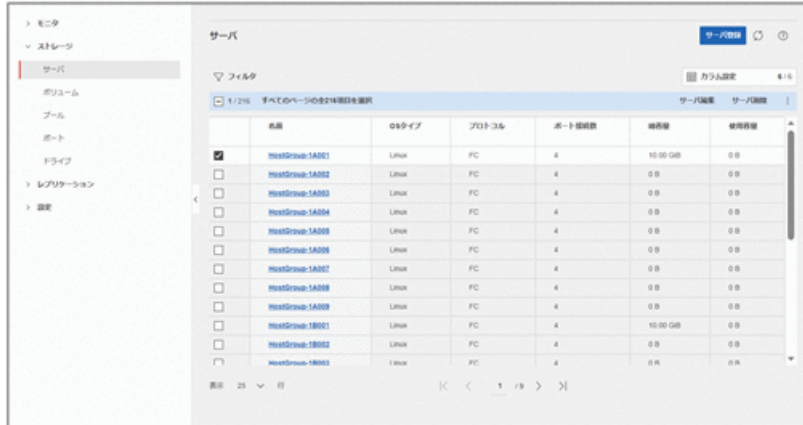 モニタ
ストレージ
サーバ
ボリューム
プール
ポート
ドライブ
レプリケーション
設定
サーバ
サーバ登録
フィルタ
カラム設定 6 / 6
1 / 216 すべてのページの全216項目を選択 サーバ編集 サーバ削除
名前 OSタイプ プロトコル ポート接続数 総容量 使用容量
HostGroup-1A001 Linux FC 4 10.00 GiB 0 B
HostGroup-1A002 Linux FC 4 0 B 0 B
HostGroup-1A003 Linux FC 4 0 B 0 B
HostGroup-1A004 Linux FC 4 0 B 0 B
HostGroup-1A005 Linux FC 4 0 B 0 B
HostGroup-1A006 Linux FC 4 0 B 0 B
HostGroup-1A007 Linux FC 4 0 B 0 B
HostGroup-1A008 Linux FC 4 0 B 0 B
HostGroup-1A009 Linux FC 4 0 B 0 B
HostGroup-1B001 Linux FC 4 10.00 GiB 0 B
HostGroup-1B002 Linux FC 4 0 B 0 B
HostGroup-1B003 Linux FC 4 0 B 0 B
表示 25 行 1 / 9